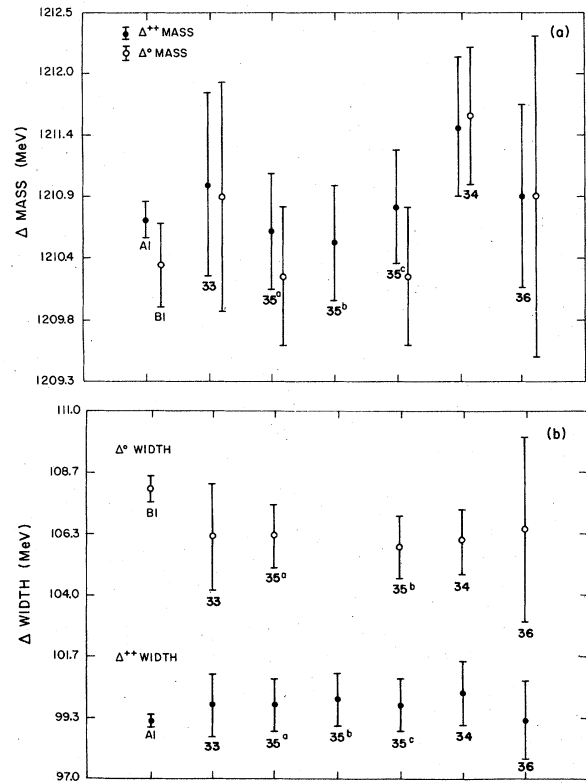 1212.5
(a)
Δ++ MASS
Δ° MASS
1212.0
1211.4
1210.9
1210.4
1209.8
1209.3
Δ MASS (MeV)
A1
B1
33
35a
35b
35c
34
36
111.0
(b)
Δ° WIDTH
108.7
B1
106.3
33
35a
35b
34
104.0
36
Δ WIDTH (MeV)
101.7
Δ++ WIDTH
99.3
A1
33
35a
35b
35c
34
36
97.0